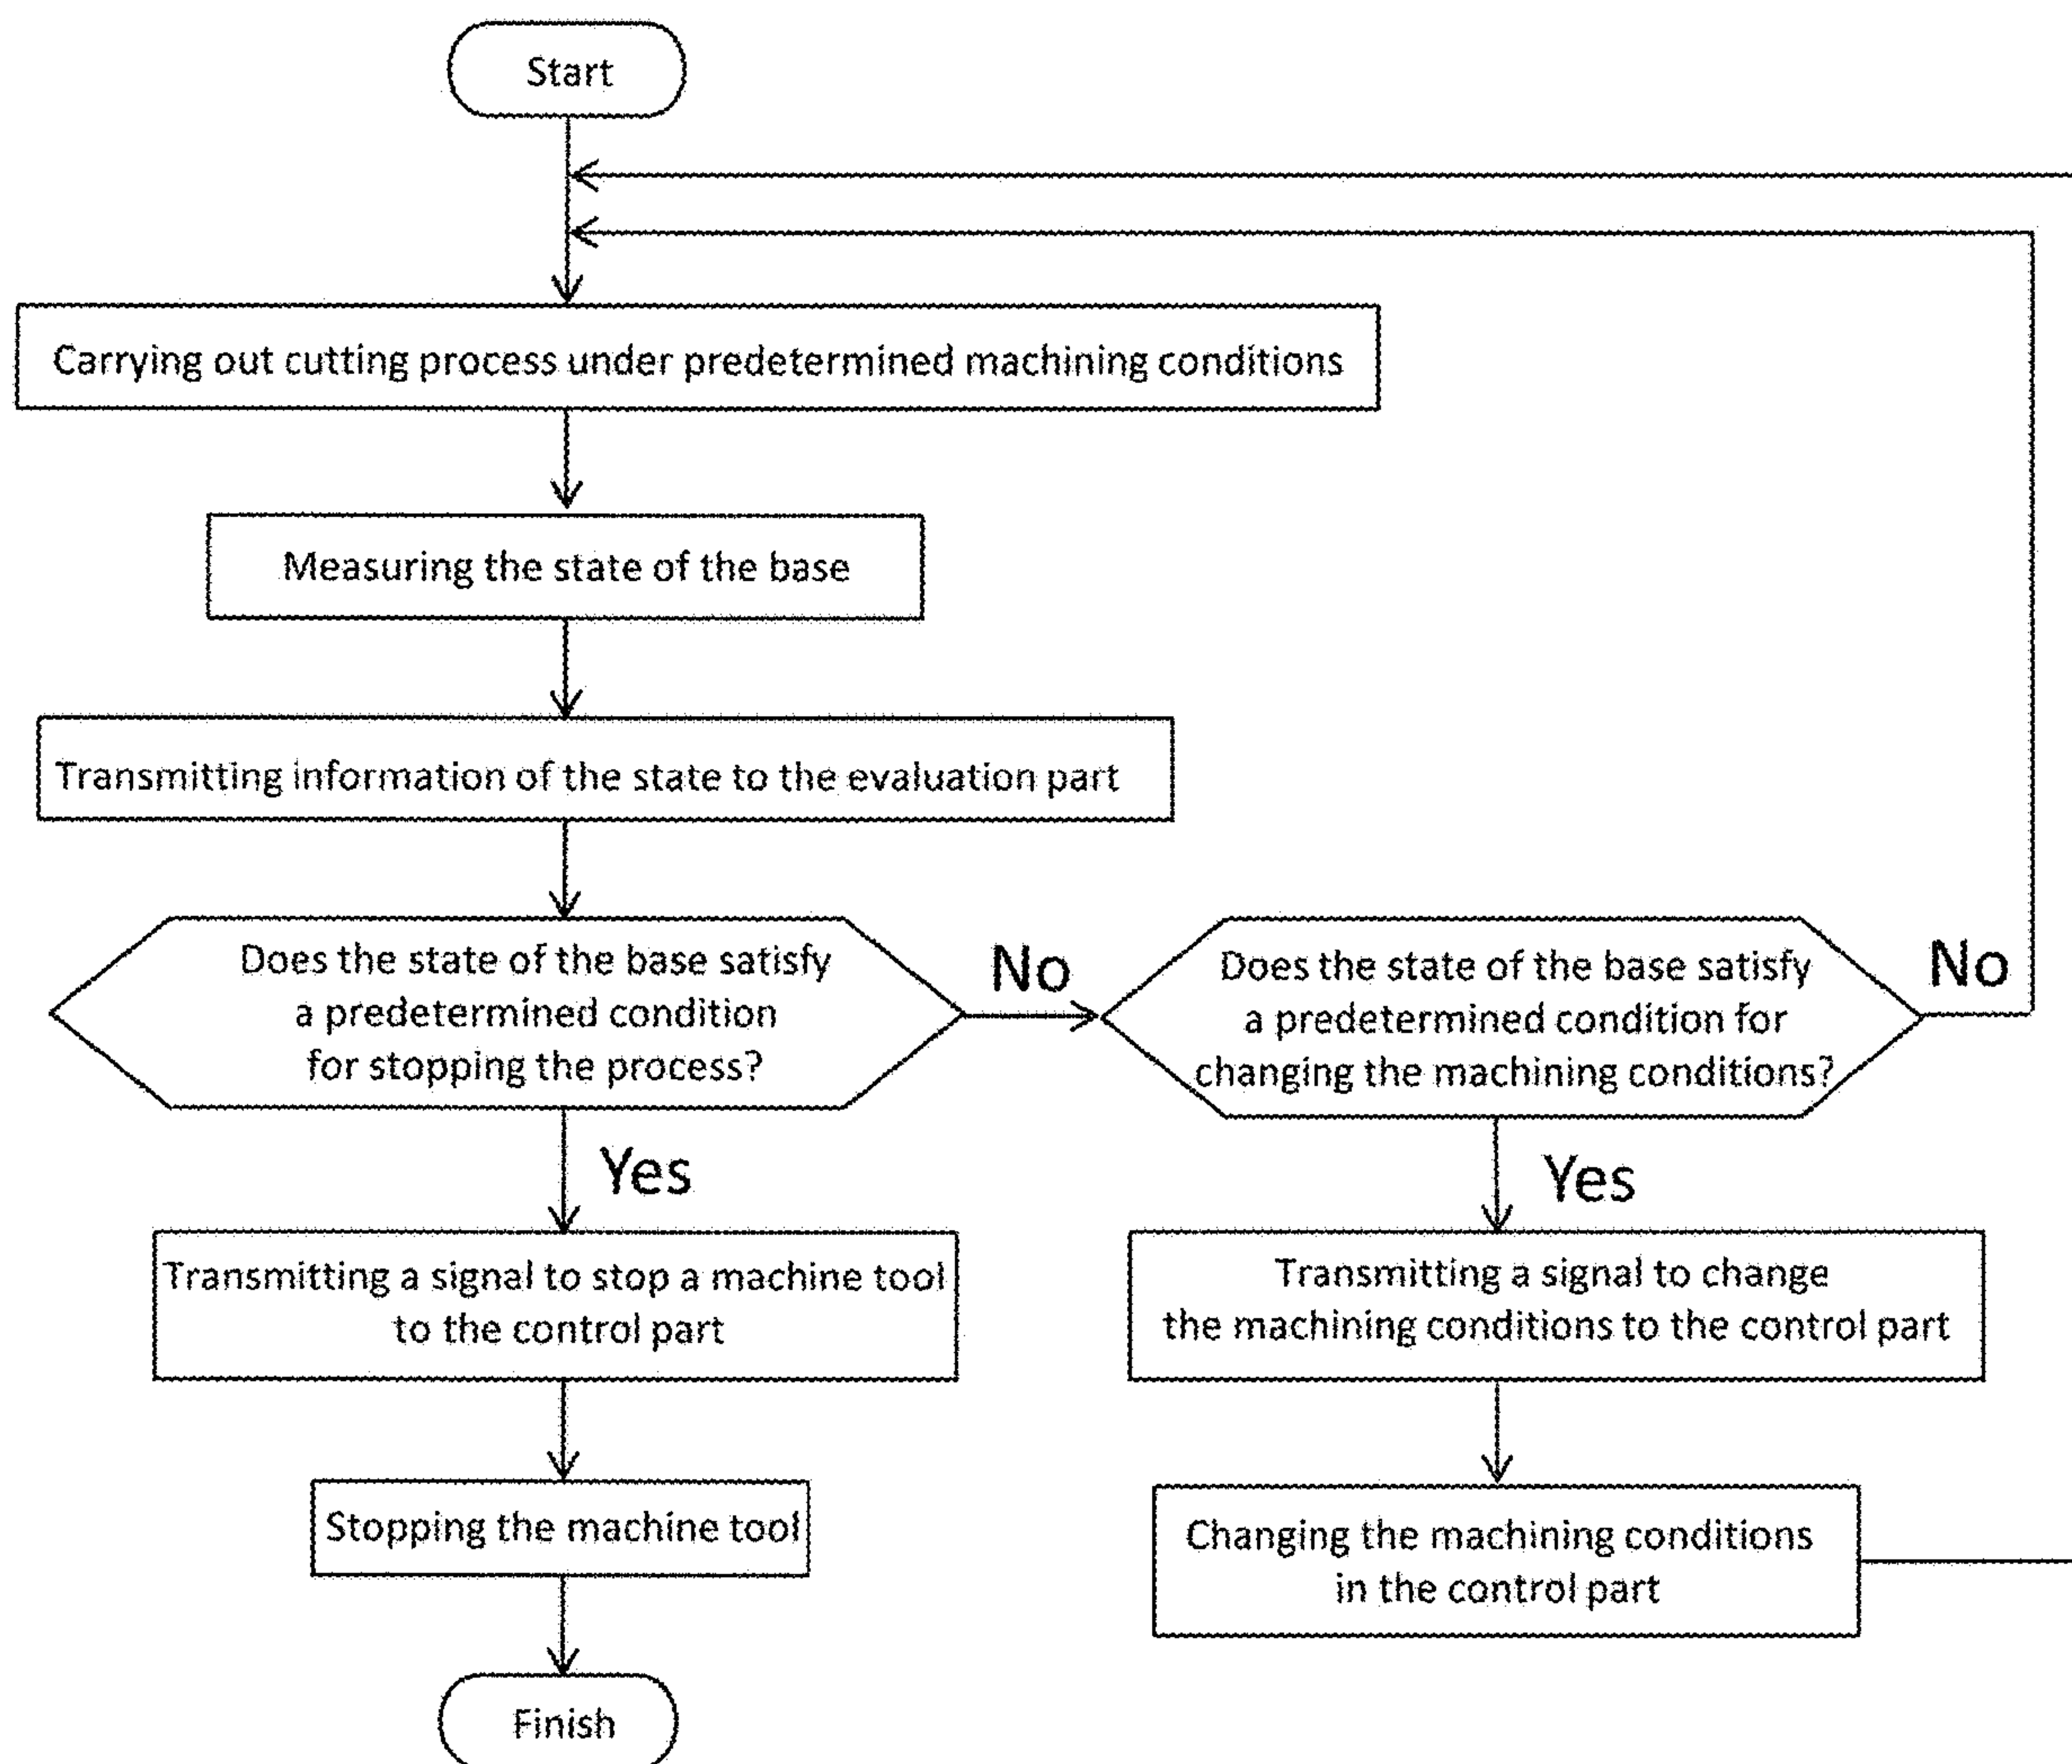 Start
Carrying out cutting process under predetermined machining conditions
Measuring the state of the base
Transmitting information of the state to the evaluation part
Does the state of the base satisfy
a predetermined condition
for stopping the process?
No
Does the state of the base satisfy
a predetermined condition for
changing the machining conditions?
No
Yes
Yes
Transmitting a signal to stop a machine tool
to the control part
Transmitting a signal to change
the machining conditions to the control part
Stopping the machine tool
Changing the machining conditions
in the control part
Finish